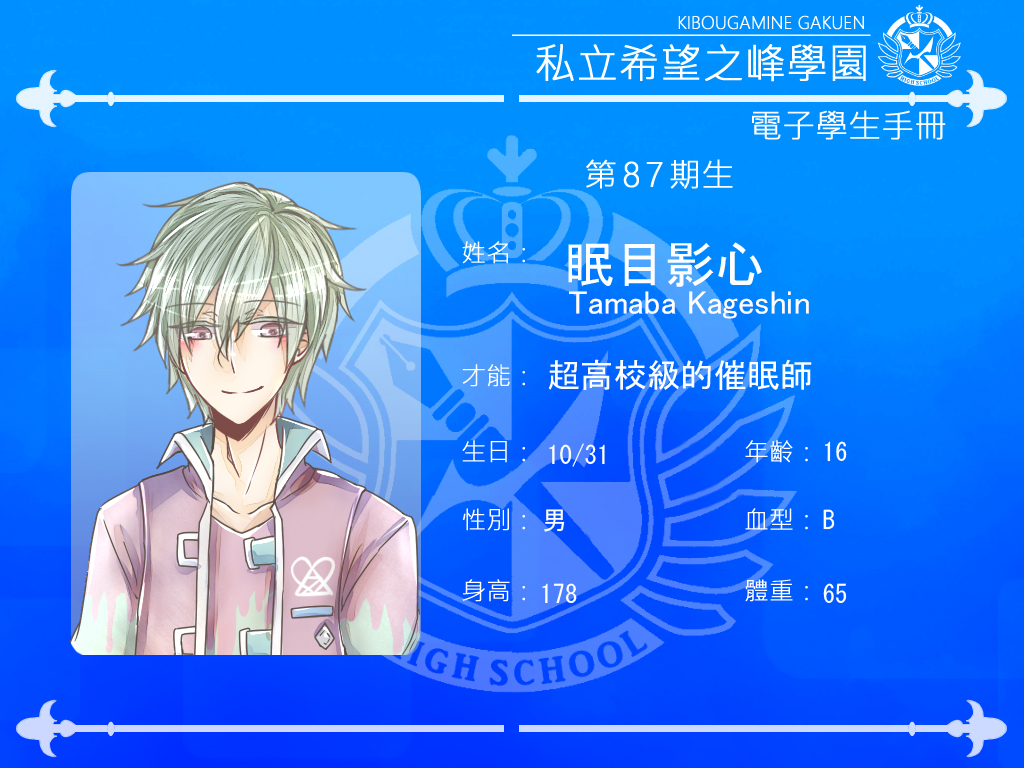 KIBOUGAMINE GAKUEN
私立希望之峰學園
HIGH SCHOOL
電子學生手冊
第87期生
姓名： 眠目影心
Tamaba Kageshin
才能： 超高校級的催眠師
生日： 10/31 年齡： 16
性別： 男 血型： B
身高： 178 體重： 65
HIGH SCHOOL